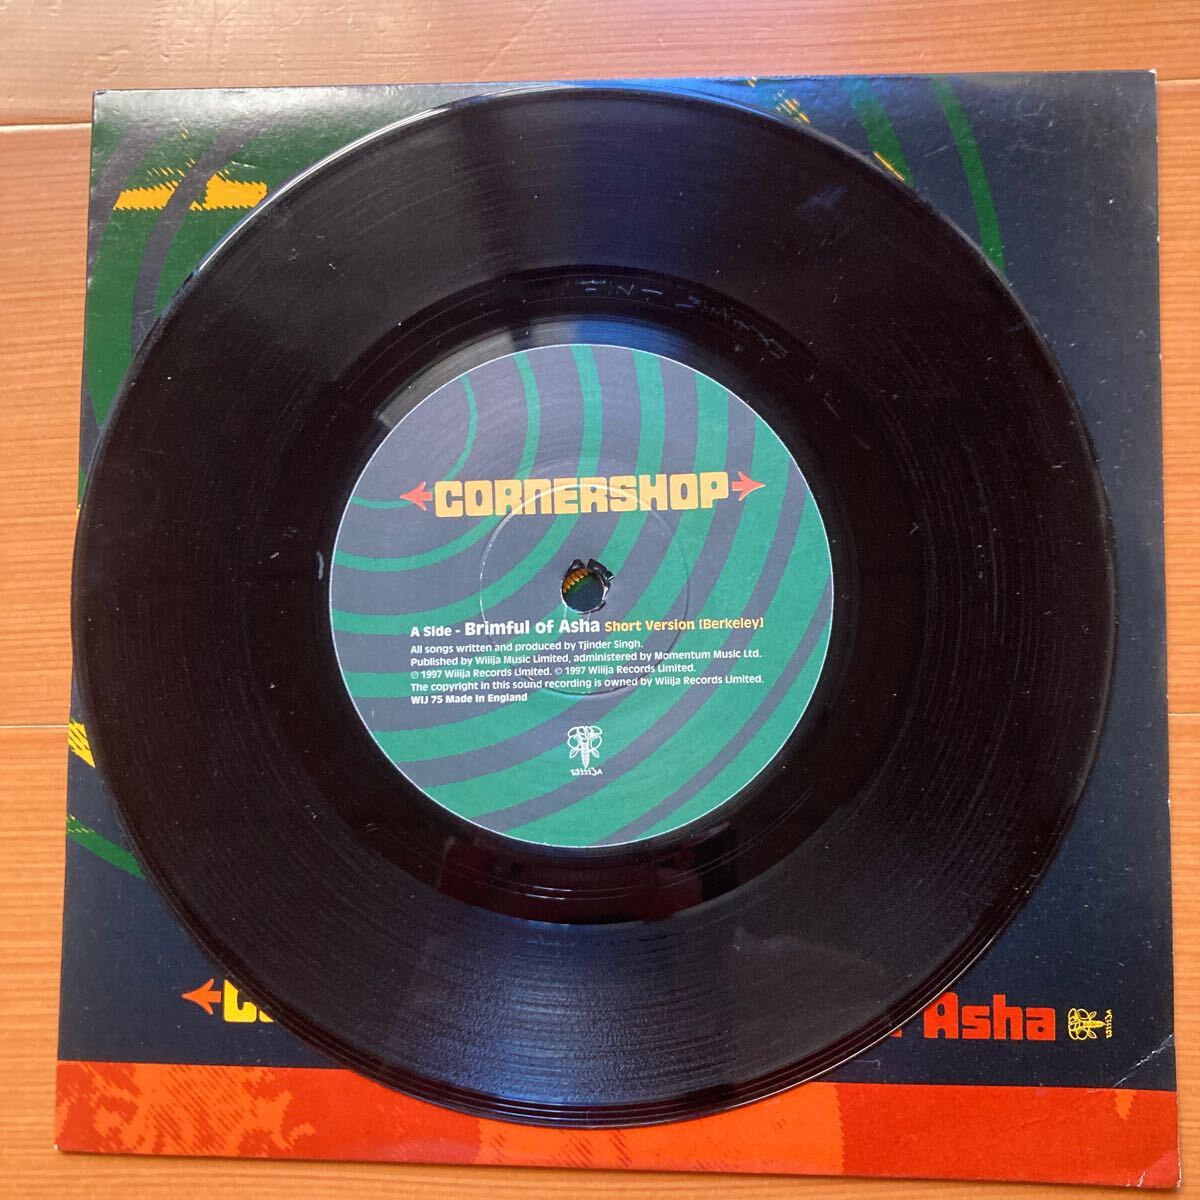 CORNERSHOP
A Side - Brimful of Asha Short Version [Berkeley]
All songs written and produced by Tjinder Singh.
Published by Wiiija Music Limited, administered by Momentum Music Ltd.
℗ 1997 Wiiija Records Limited. © 1997 Wiiija Records Limited.
The copyright in this sound recording is owned by Wiiija Records Limited.
WIJ 75 Made in England
Asha